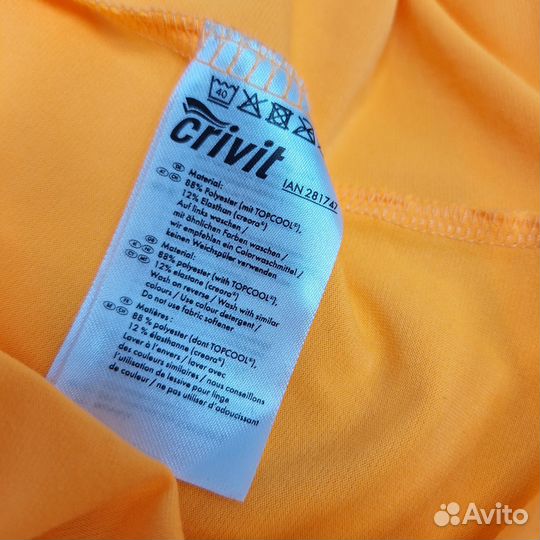 40
crivit
IAN 281747
Material:
88% Polyester (mit TOPCOOL®),
12% Elasthan (creora®)
Auf links waschen /
mit ähnlichen Farben waschen /
wir empfehlen ein Colorwaschmittel /
keinen Weichspüler verwenden
Material:
88% polyester (with TOPCOOL®),
12% elastane (creora®)
Wash on reverse / Wash with similar
colours / Use colour detergent /
Do not use fabric softener
Matières :
88 % polyester (dont TOPCOOL®),
12 % élasthanne (creora®)
Laver à l'envers / laver avec
des couleurs similaires / nous conseillons
de l'utilisation de lessive pour linge
de couleur / ne pas utiliser d'adoucissant
Avito